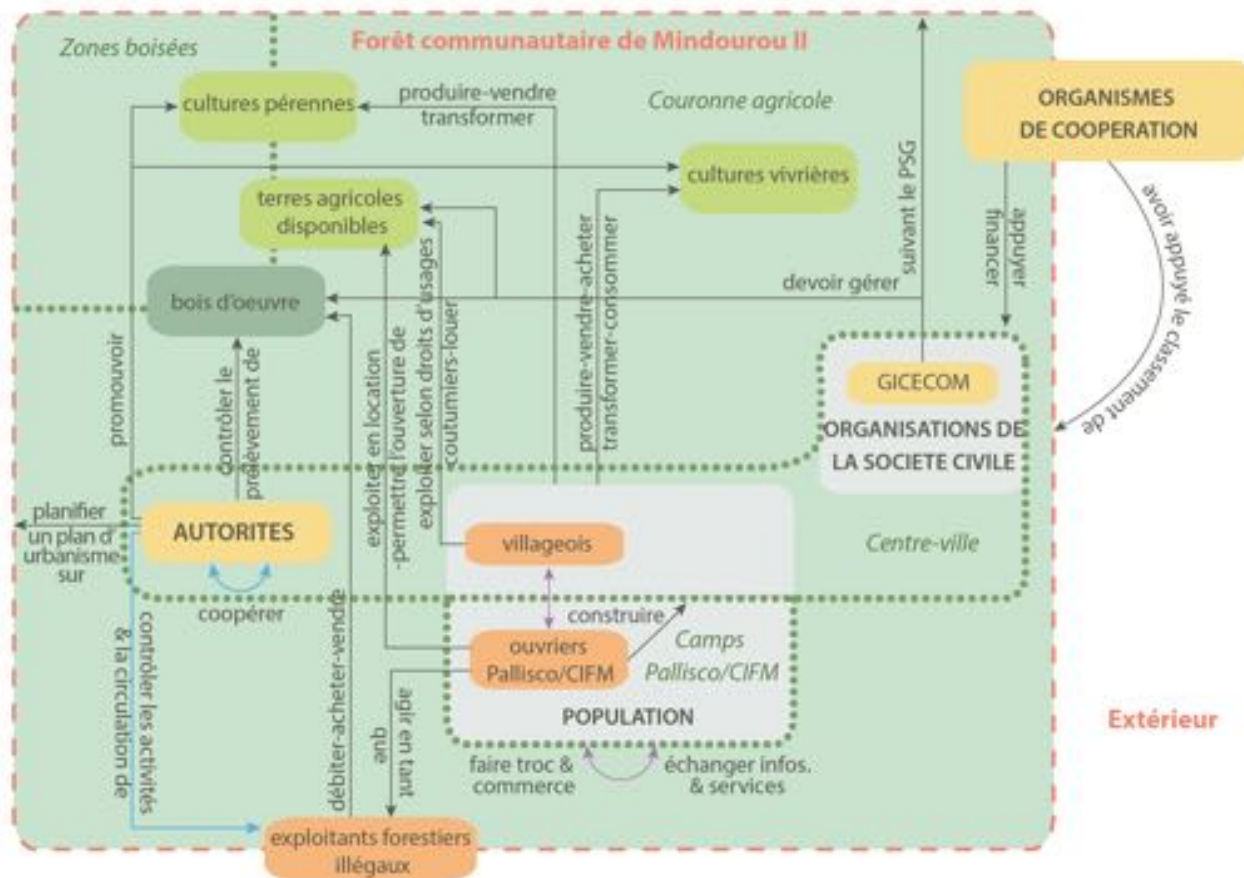 Zones boisées
Forêt communautaire de Mindourou II
cultures pérennes
produire-vendre
transformer
Couronne agricole
ORGANISMES
DE COOPERATION
cultures vivrières
terres agricoles
disponibles
suivant le PSG
appuyer
financer
avoir appuyé le classement de
bois d'oeuvre
devoir gérer
promouvoir
contrôler le
prélèvement de
exploiter en location
-permettre l'ouverture de-
exploiter selon droits d'usages
coutumiers-louer
produire-vendre-acheter
transformer-consommer
GICECOM
ORGANISATIONS DE
LA SOCIETE CIVILE
planifier
un plan d'
urbanisme
sur
AUTORITES
villageois
Centre-ville
coopérer
construire
ouvriers
Pallisco/CIFM
Camps
Pallisco/CIFM
contrôler les activités
& la circulation de
débiter-acheter-vendre
agir en tant
que
POPULATION
Extérieur
faire troc &
commerce
échanger infos.
& services
exploitants forestiers
illégaux